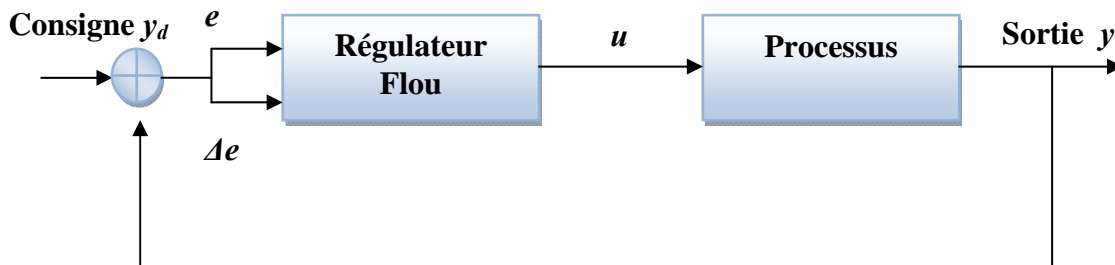 Consigne y_d
e
Régulateur
Flou
u
Processus
Sortie y
Δe